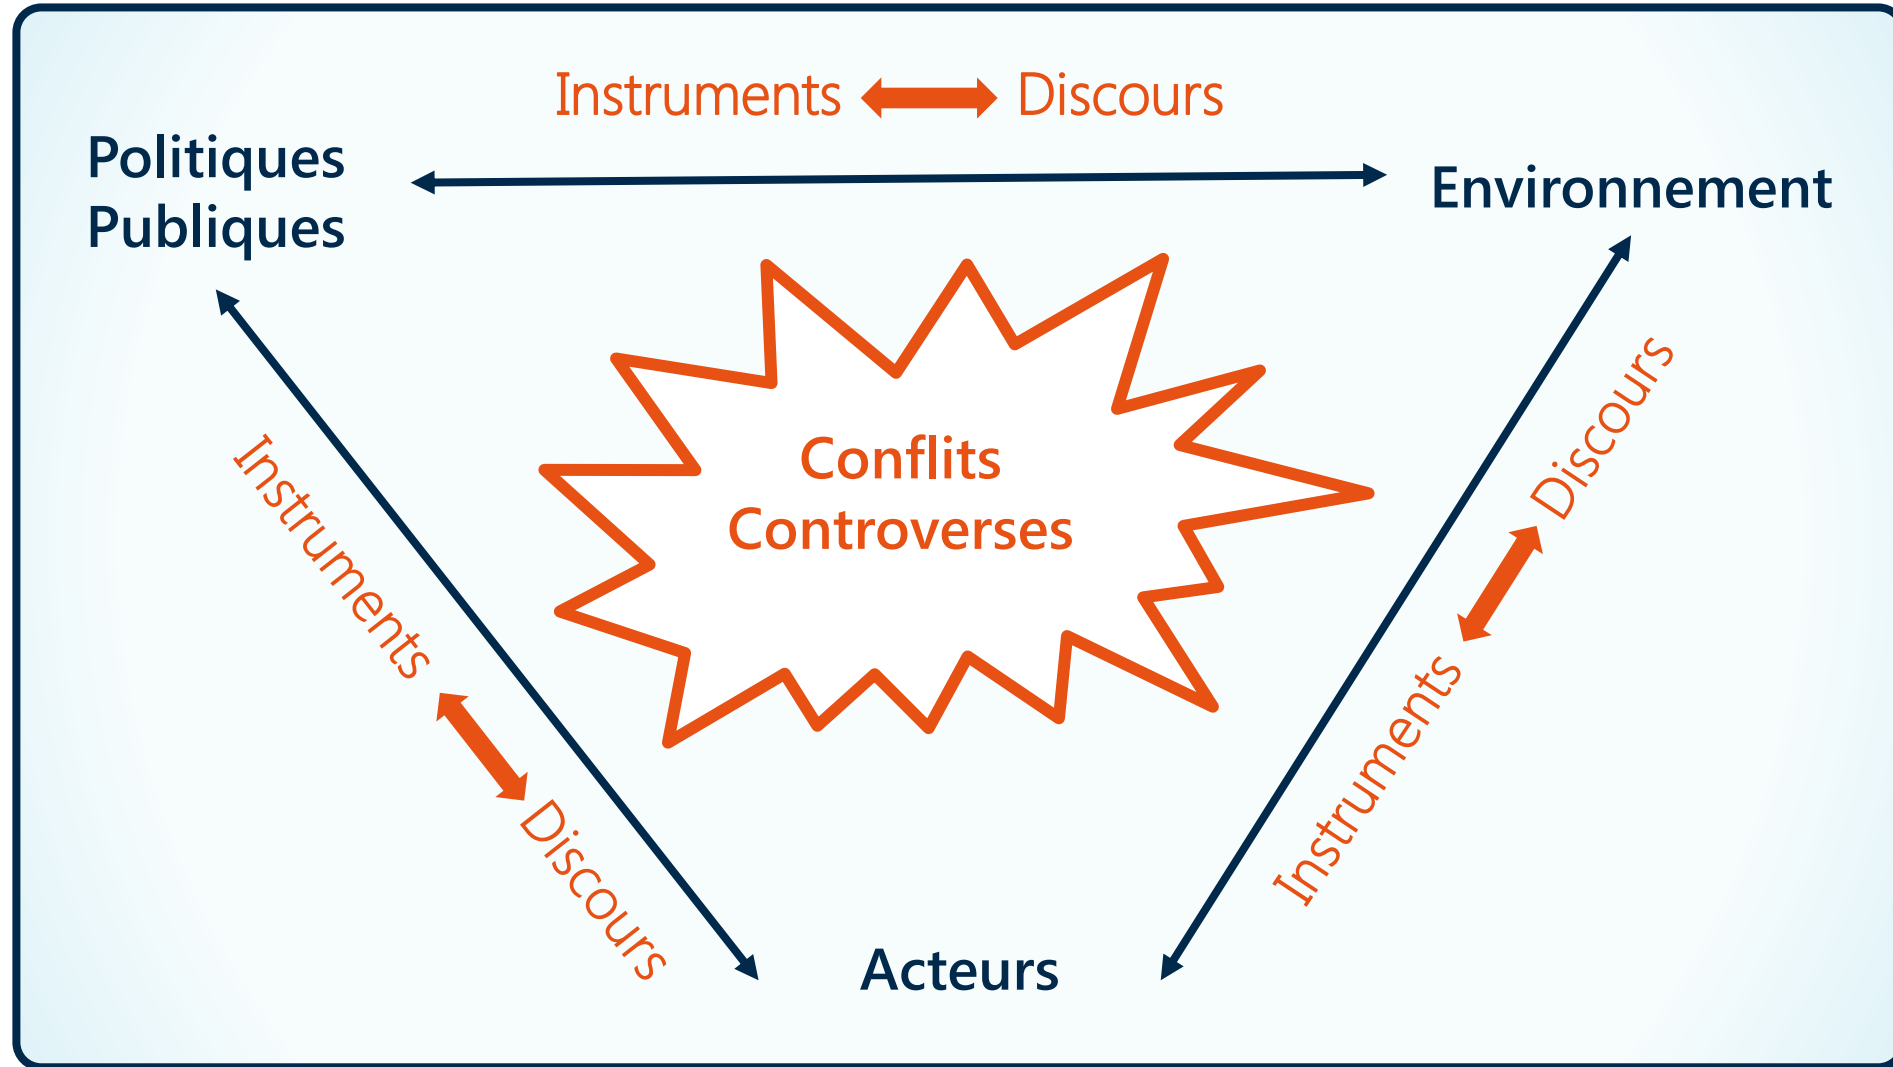 Instruments Discours
Politiques
Publiques
Environnement
Conflits
Controverses
Instruments
Discours
Discours
Instruments
Acteurs